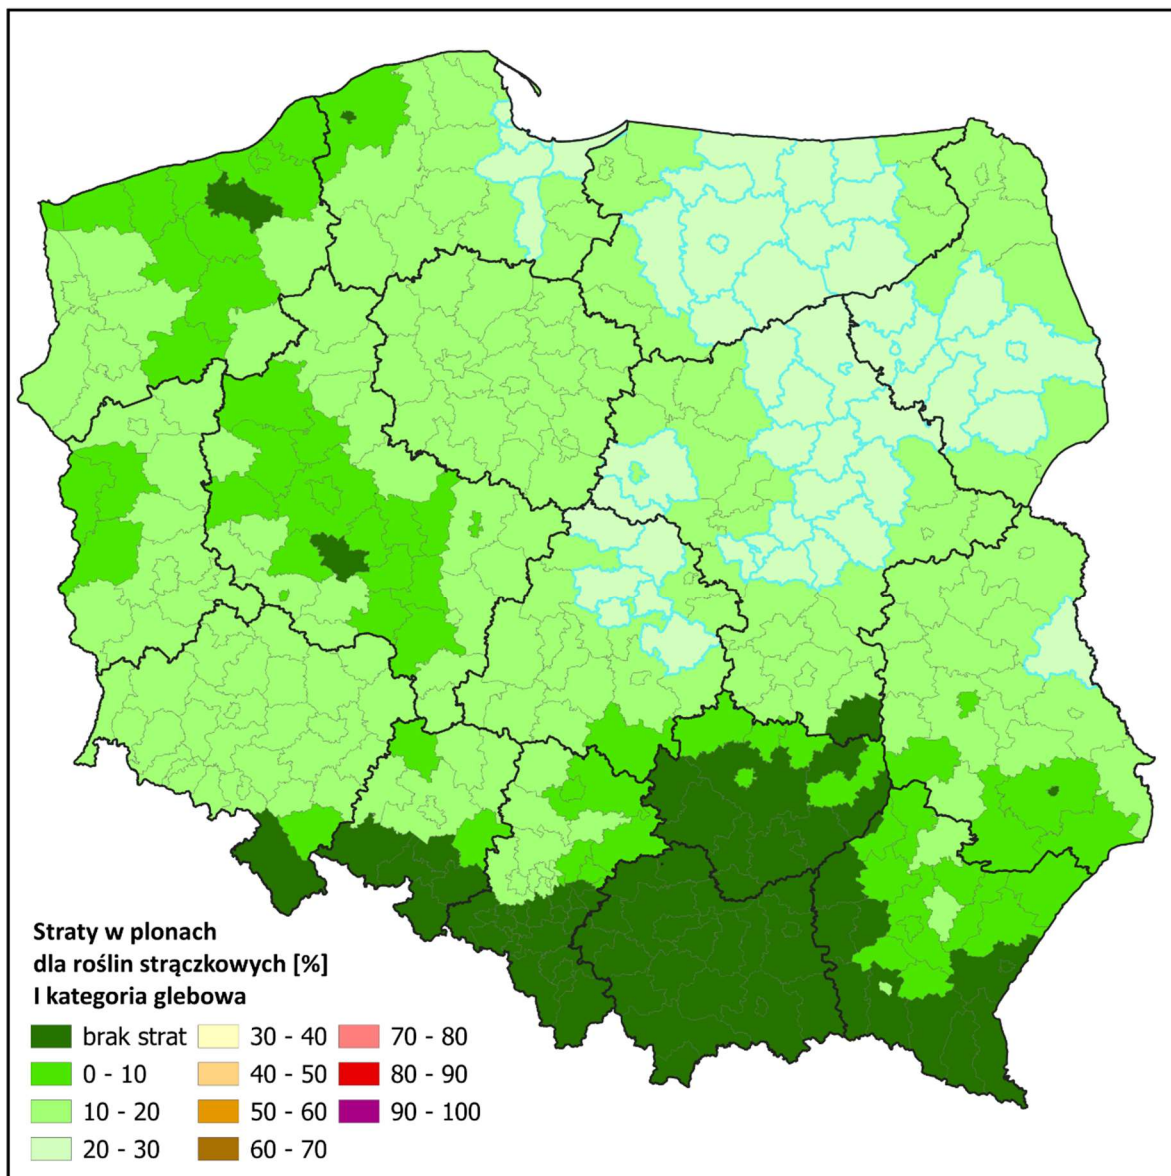 Straty w plonach
dla roślin strączkowych [%]
I kategoria glebowa
brak strat
0 - 10
10 - 20
20 - 30
30 - 40
40 - 50
50 - 60
60 - 70
70 - 80
80 - 90
90 - 100